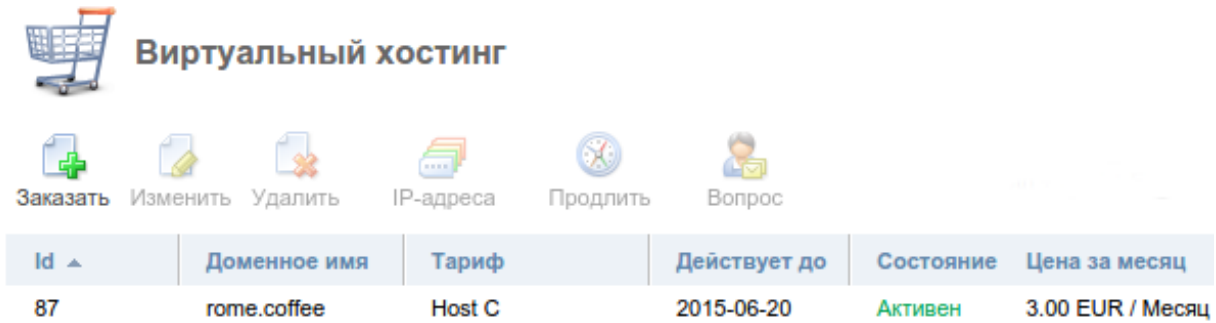 Виртуальный хостинг
Заказать Изменить Удалить IP-адреса Продлить Вопрос
Id Доменное имя Тариф Действует до Состояние Цена за месяц
87 rome.coffee Host C 2015-06-20 Активен 3.00 EUR / Месяц